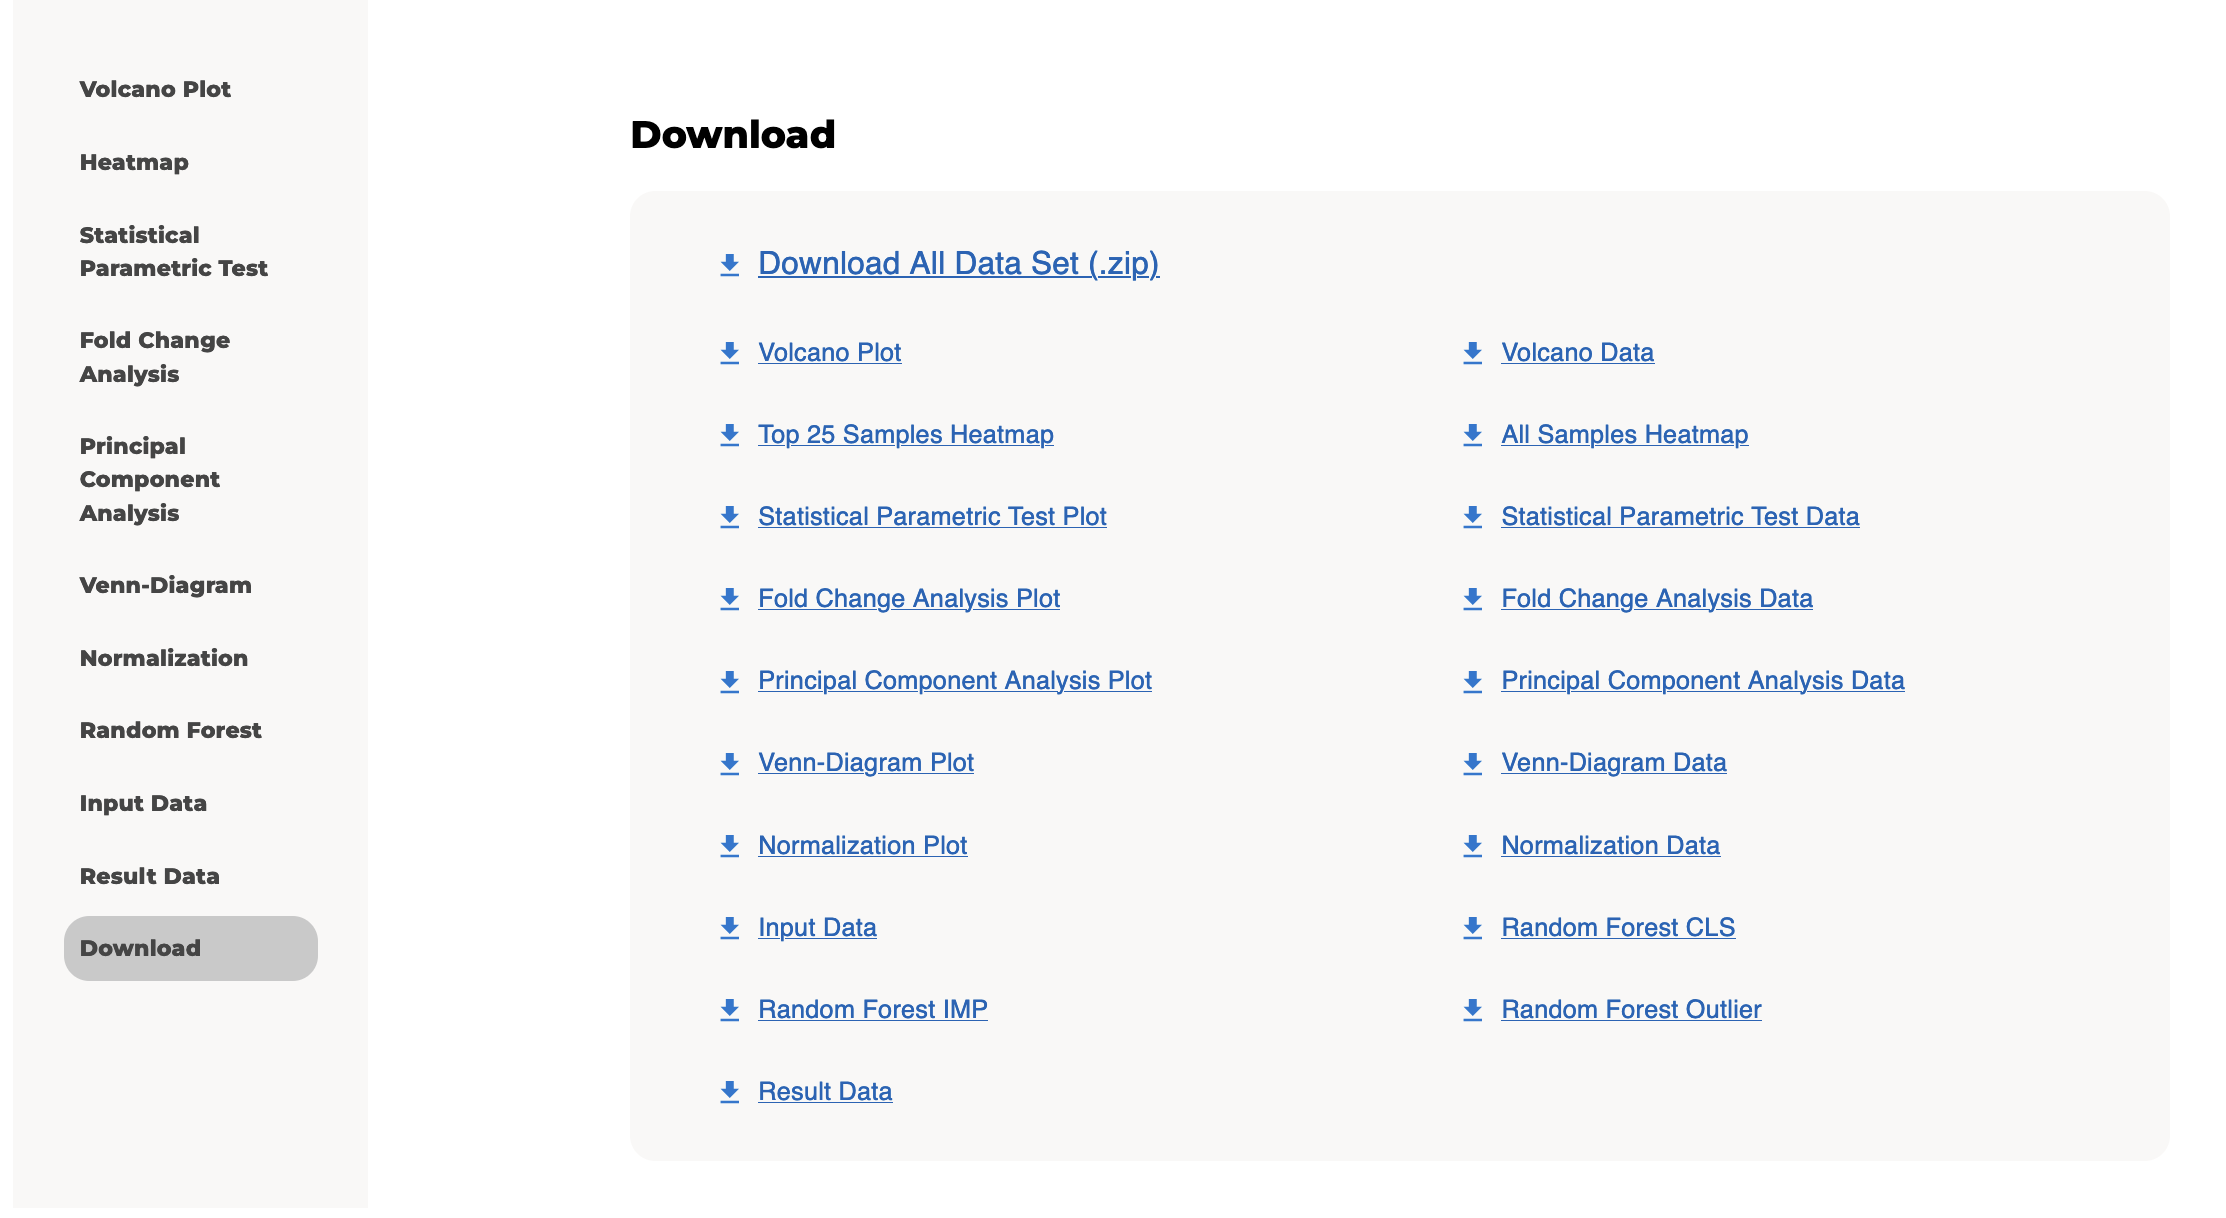 Volcano Plot
Heatmap
Statistical
Parametric Test
Fold Change
Analysis
Principal
Component
Analysis
Venn-Diagram
Normalization
Random Forest
Input Data
Result Data
Download
Download
Download All Data Set (.zip)
Volcano Plot
Volcano Data
Top 25 Samples Heatmap
All Samples Heatmap
Statistical Parametric Test Plot
Statistical Parametric Test Data
Fold Change Analysis Plot
Fold Change Analysis Data
Principal Component Analysis Plot
Principal Component Analysis Data
Venn-Diagram Plot
Venn-Diagram Data
Normalization Plot
Normalization Data
Input Data
Random Forest CLS
Random Forest IMP
Random Forest Outlier
Result Data